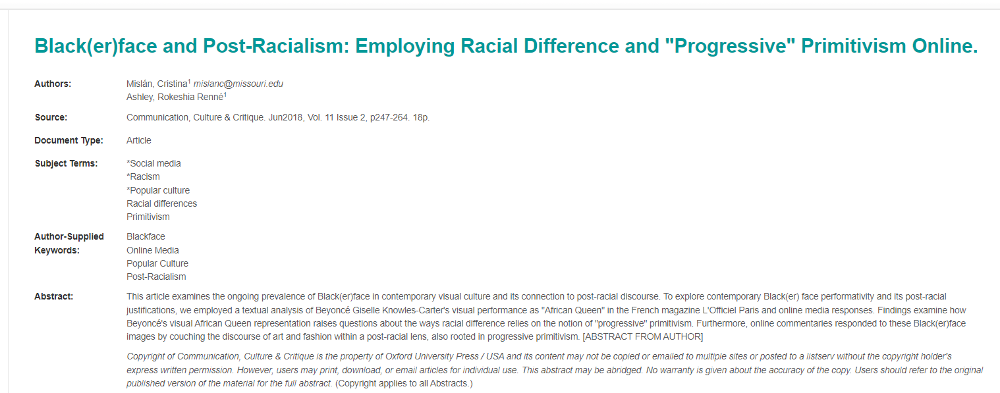 Black(er)face and Post-Racialism: Employing Racial Difference and "Progressive" Primitivism Online.
Authors: Mislán, Cristina¹ mislanc@missouri.edu
Ashley, Rokeshia Renné¹
Source: Communication, Culture & Critique. Jun2018, Vol. 11 Issue 2, p247-264. 18p.
Document Type: Article
Subject Terms: *Social media
*Racism
*Popular culture
Racial differences
Primitivism
Author-Supplied Blackface
Keywords: Online Media
Popular Culture
Post-Racialism
Abstract: This article examines the ongoing prevalence of Black(er)face in contemporary visual culture and its connection to post-racial discourse. To explore contemporary Black(er) face performativity and its post-racial
justifications, we employed a textual analysis of Beyoncé Giselle Knowles-Carter's visual performance as "African Queen" in the French magazine L'Officiel Paris and online media responses. Findings examine how
Beyoncé's visual African Queen representation raises questions about the ways racial difference relies on the notion of "progressive" primitivism. Furthermore, online commentaries responded to these Black(er)face
images by couching the discourse of art and fashion within a post-racial lens, also rooted in progressive primitivism. [ABSTRACT FROM AUTHOR]
Copyright of Communication, Culture & Critique is the property of Oxford University Press / USA and its content may not be copied or emailed to multiple sites or posted to a listserv without the copyright holder's
express written permission. However, users may print, download, or email articles for individual use. This abstract may be abridged. No warranty is given about the accuracy of the copy. Users should refer to the original
published version of the material for the full abstract. (Copyright applies to all Abstracts.)